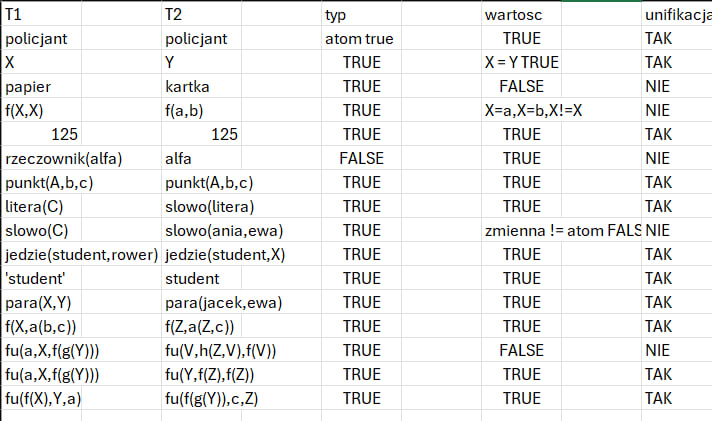 T1 T2 typ wartosc unifikacja
policjant policjant atom true TRUE TAK
X Y TRUE X = Y TRUE TAK
papier kartka TRUE FALSE NIE
f(X,X) f(a,b) TRUE X=a,X=b,X!=X NIE
125 125 TRUE TRUE TAK
rzeczownik(alfa) alfa FALSE TRUE NIE
punkt(A,b,c) punkt(A,b,c) TRUE TRUE TAK
litera(C) slowo(litera) TRUE TRUE TAK
slowo(C) slowo(ania,ewa) TRUE zmienna != atom FALS NIE
jedzie(student,rower) jedzie(student,X) TRUE TRUE TAK
'student' student TRUE TRUE TAK
para(X,Y) para(jacek,ewa) TRUE TRUE TAK
f(X,a(b,c)) f(Z,a(Z,c)) TRUE TRUE TAK
fu(a,X,f(g(Y))) fu(V,h(Z,V),f(V)) TRUE FALSE NIE
fu(a,X,f(g(Y))) fu(Y,f(Z),f(Z)) TRUE TRUE TAK
fu(f(X),Y,a) fu(f(g(Y)),c,Z) TRUE TRUE TAK